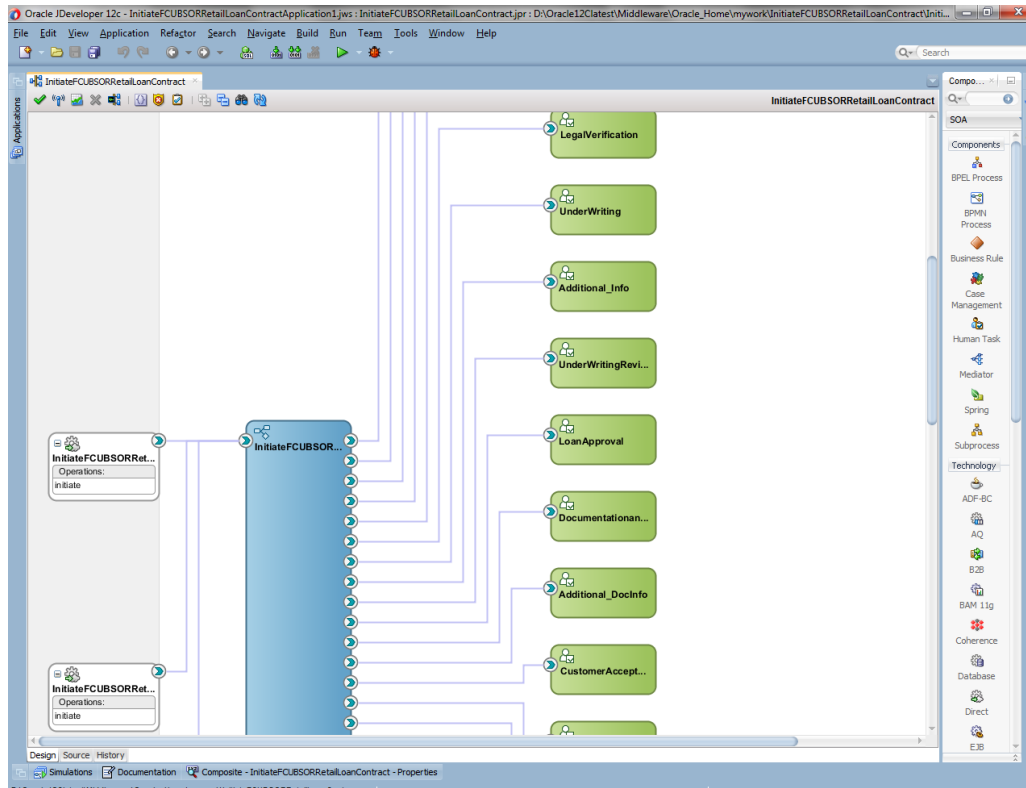 Oracle JDeveloper 12c - InitiateFCUBSORRetailLoanContractApplication1.jws : InitiateFCUBSORRetailLoanContract.jpr : D:\Oracle12Clatest\Middleware\Oracle_Home\mywork\InitiateFCUBSORRetailLoanContract\Initi...
File Edit View Application Refactor Search Navigate Build Run Team Tools Window Help
Search
InitiateFCUBSORRetailLoanContract
Compo...
Applications
InitiateFCUBSORRetailLoanContract
SOA
Components
BPEL Process
BPMN
Process
Business Rule
Case
Management
Human Task
Mediator
Spring
Subprocess
Technology
ADF-BC
AQ
B2B
BAM 11g
Coherence
Database
Direct
EJB
LegalVerification
UnderWriting
Additional_Info
UnderWritingRevi...
LoanApproval
Documentationan...
Additional_DocInfo
CustomerAccept...
InitiateFCUBSOR...
InitiateFCUBSORRet...
Operations:
initiate
InitiateFCUBSORRet...
Operations:
initiate
Design Source History
Simulations Documentation Composite - InitiateFCUBSORRetailLoanContract - Properties